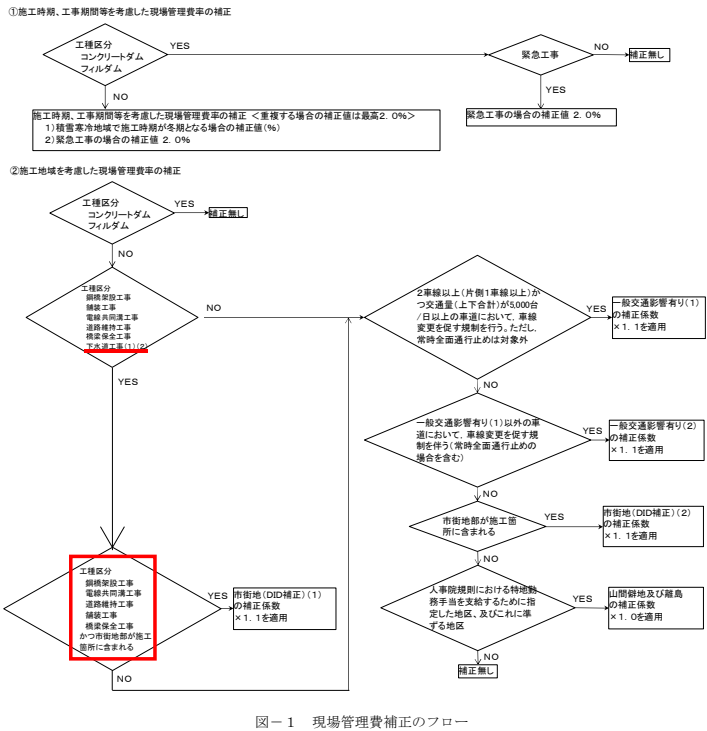 ①施工時期、工事期間等を考慮した現場管理費率の補正
工種区分
コンクリートダム
フィルダム
YES
緊急工事
NO
補正無し
NO
YES
施工時期、工事期間等を考慮した現場管理費率の補正 ＜重複する場合の補正値は最高2．0%＞
1)積雪寒冷地域で施工時期が冬期となる場合の補正値(%)
2)緊急工事の場合の補正値 2．0%
緊急工事の場合の補正値 2．0%
②施工地域を考慮した現場管理費率の補正
工種区分
コンクリートダム
フィルダム
YES
補正無し
NO
工種区分
鋼橋架設工事
舗装工事
電線共同溝工事
道路維持工事
橋梁保全工事
下水道工事(1)(2)
NO
YES
2車線以上(片側1車線以上)か
つ交通量(上下合計)が5,000台
/日以上の車道において，車線
変更を促す規制を行う。ただし，
常時全面通行止めは対象外
YES
一般交通影響有り(1)
の補正係数
×1．1を適用
NO
一般交通影響有り(1)以外の車
道において，車線変更を促す規
制を伴う(常時全面通行止めの
場合を含む)
YES
一般交通影響有り(2)
の補正係数
×1．1を適用
NO
市街地部が施工箇
所に含まれる
YES
市街地(DID補正)(2)
の補正係数
×1．1を適用
NO
工種区分
鋼橋架設工事
電線共同溝工事
道路維持工事
舗装工事
橋梁保全工事
かつ市街地部が施工
箇所に含まれる
YES
市街地(DID補正)(1)
の補正係数
×1．1を適用
NO
人事院規則における特地勤
務手当を支給するために指
定した地区、及びこれに準
ずる地区
YES
山間僻地及び離島
の補正係数
×1．0を適用
NO
補正無し
図－1　現場管理費補正のフロー